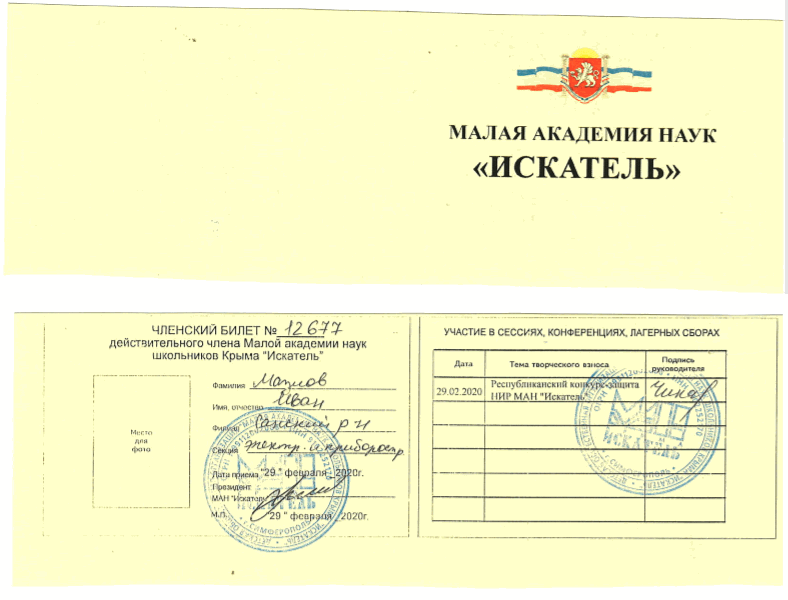 МАЛАЯ АКАДЕМИЯ НАУК
«ИСКАТЕЛЬ»
ЧЛЕНСКИЙ БИЛЕТ № 12677
действительного члена Малой академии наук
школьников Крыма "Искатель"
Место
для
фото
Фамилия
Имя, отчество Иван
Филиал Сакский р-н
Секция электр. и приборостр.
Дата приема "29" февраля 2020г.
Президент
МАН "Искатель"
М.П. "29" февраля 2020г.
УЧАСТИЕ В СЕССИЯХ, КОНФЕРЕНЦИЯХ, ЛАГЕРНЫХ СБОРАХ
Дата Тема творческого взноса Подпись руководителя
29.02.2020 Республиканский конкурс-защита
НИР МАН "Искатель"
ИСКАТЕЛЬ
г. СИМФЕРОПОЛЬ